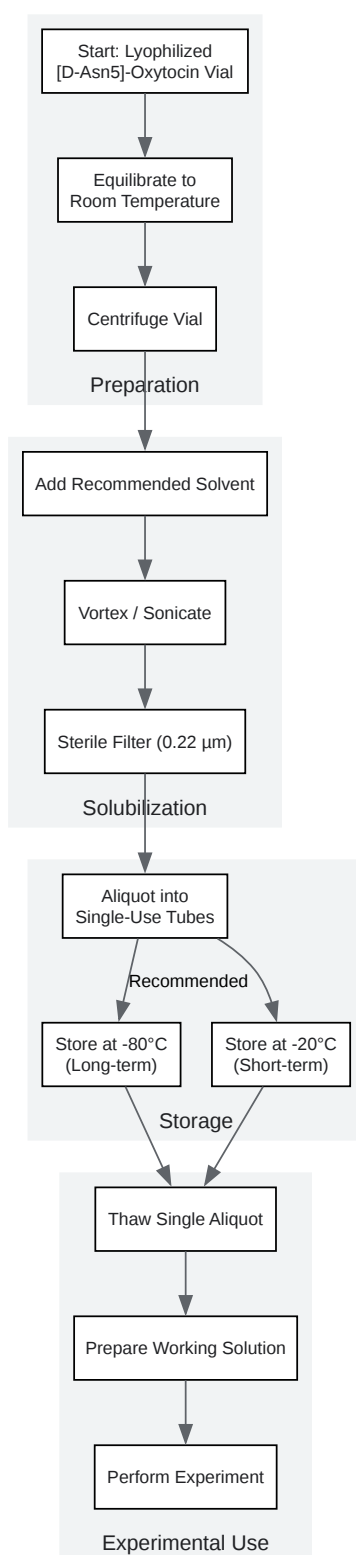 Start: Lyophilized
[D-Asn5]-Oxytocin Vial
Equilibrate to
Room Temperature
Centrifuge Vial
Preparation
Add Recommended Solvent
Vortex / Sonicate
Sterile Filter (0.22 µm)
Solubilization
Aliquot into
Single-Use Tubes
Recommended
Store at -80°C
(Long-term)
Store at -20°C
(Short-term)
Storage
Thaw Single Aliquot
Prepare Working Solution
Perform Experiment
Experimental Use